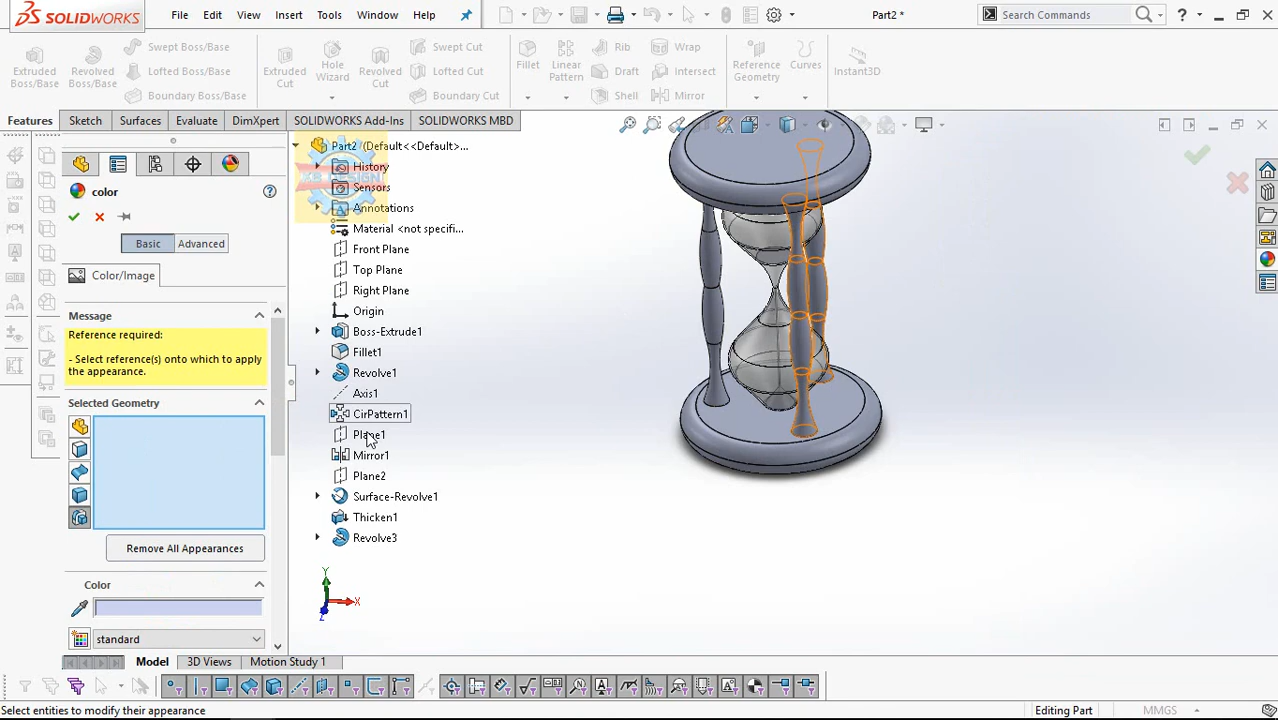 SOLIDWORKS
File Edit View Insert Tools Window Help
Part2 *
Search Commands
?
Extruded Boss/Base
Revolved Boss/Base
Swept Boss/Base
Lofted Boss/Base
Boundary Boss/Base
Extruded Cut
Hole Wizard
Revolved Cut
Swept Cut
Lofted Cut
Boundary Cut
Fillet
Linear Pattern
Rib
Draft
Shell
Wrap
Intersect
Mirror
Reference Geometry
Curves
Instant3D
Features Sketch Surfaces Evaluate DimXpert SOLIDWORKS Add-Ins SOLIDWORKS MBD
color
Basic Advanced
Color/Image
Message
Reference required:
- Select reference(s) onto which to apply
the appearance.
Selected Geometry
Remove All Appearances
Color
standard
Part2 (Default<<Default>...
History
Sensors
Annotations
Material <not specifi...
Front Plane
Top Plane
Right Plane
Origin
Boss-Extrude1
Fillet1
Revolve1
Axis1
CirPattern1
Plane1
Mirror1
Plane2
Surface-Revolve1
Thicken1
Revolve3
Y
X
Z
Model 3D Views Motion Study 1
Select entities to modify their appearance
Editing Part
MMGS